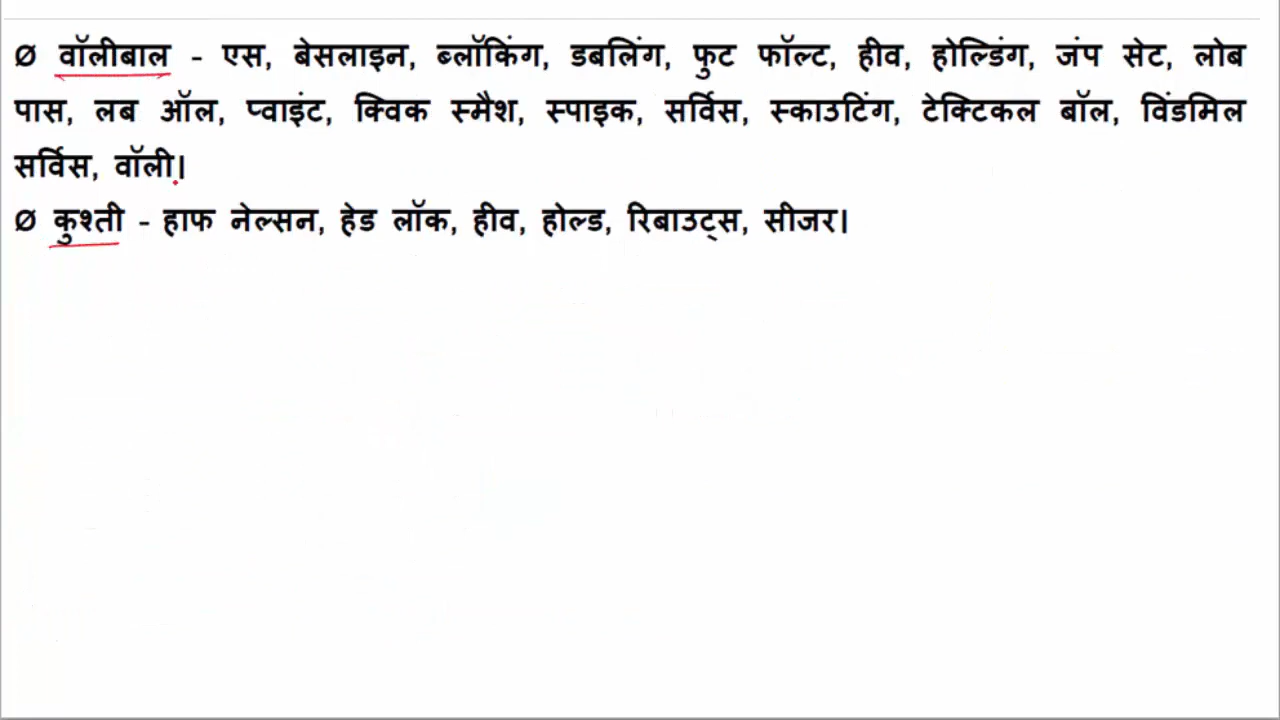 Ø वॉलीबाल - एस, बेसलाइन, ब्लॉकिंग, डबलिंग, फुट फॉल्ट, हीव, होल्डिंग, जंप सेट, लोब
पास, लब ऑल, प्वाइंट, क्विक स्मैश, स्पाइक, सर्विस, स्काउटिंग, टेक्टिकल बॉल, विंडमिल
सर्विस, वॉली।
Ø कुश्ती - हाफ नेल्सन, हेड लॉक, हीव, होल्ड, रिबाउट्स, सीजर।